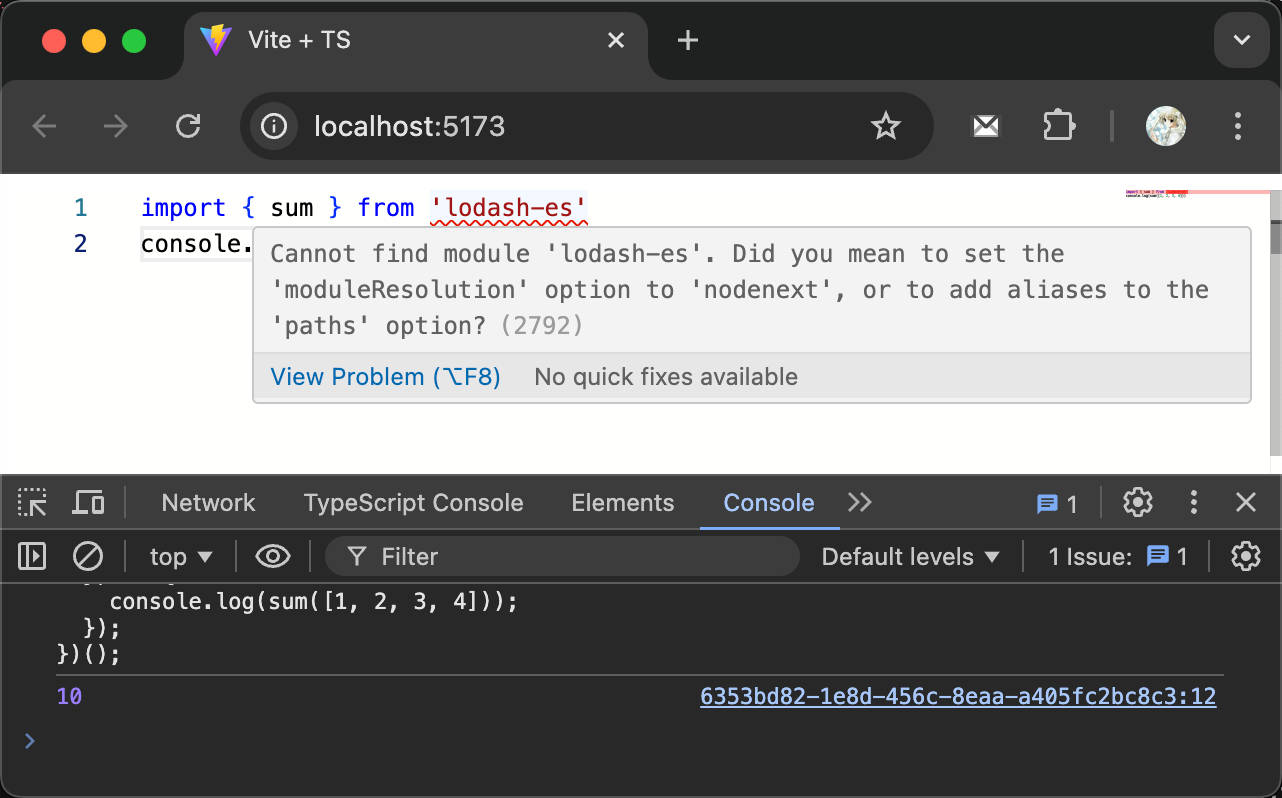 Vite + TS
localhost:5173
1 import { sum } from 'lodash-es'
2 console.
Cannot find module 'lodash-es'. Did you mean to set the
'moduleResolution' option to 'nodenext', or to add aliases to the
'paths' option? (2792)
View Problem (⌥F8) No quick fixes available
Network TypeScript Console Elements Console 1
top Filter Default levels 1 Issue: 1
console.log(sum([1, 2, 3, 4]));
});
})();
10 6353bd82-1e8d-456c-8eaa-a405fc2bc8c3:12